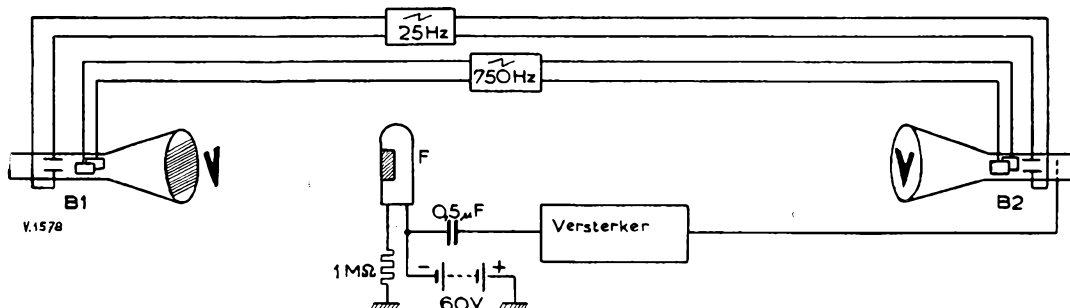 25Hz
750Hz
V
F
V
B1
B2
V.1578
0,5µF
Versterker
1MΩ
- +
60V